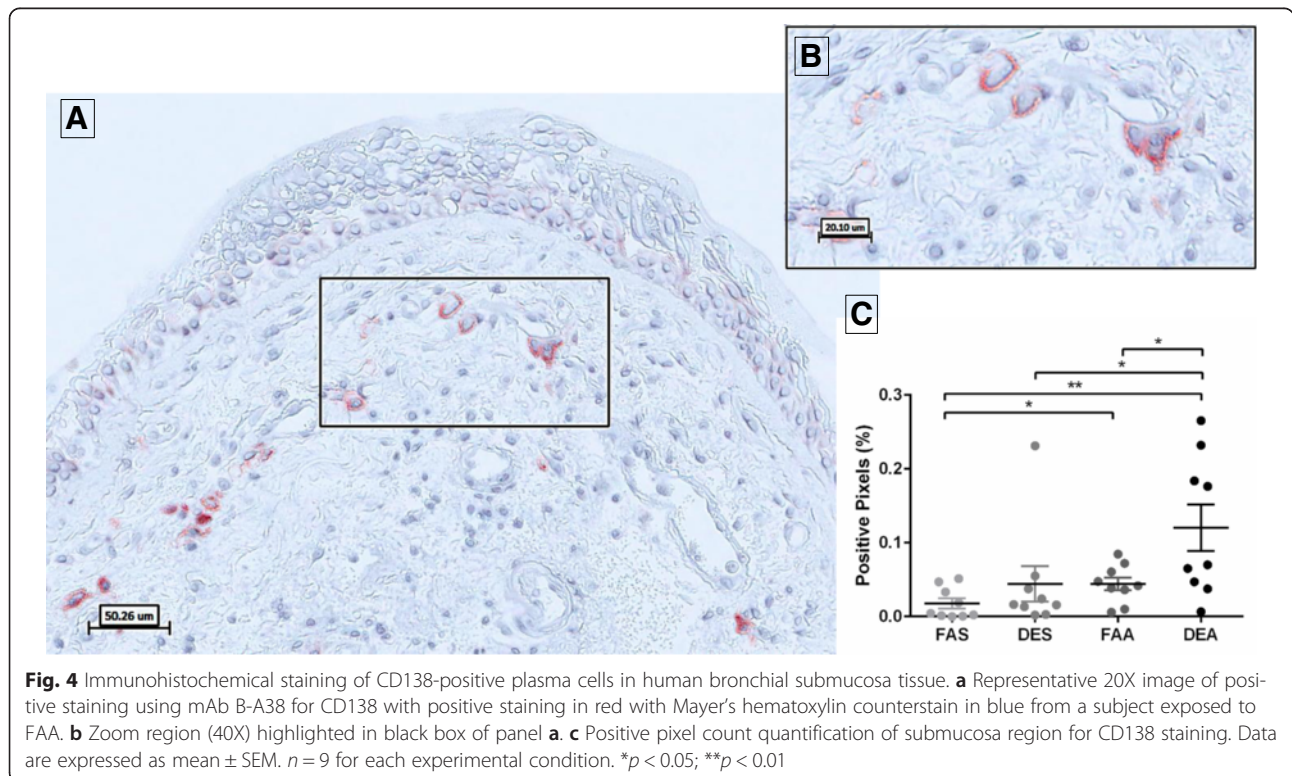 A
B
20.10 um
50.26 um
C
*
*
**
*
Positive Pixels (%)
0.3
0.2
0.1
0.0
FAS DES FAA DEA
Fig. 4 Immunohistochemical staining of CD138-positive plasma cells in human bronchial submucosa tissue. a Representative 20X image of posi-
tive staining using mAb B-A38 for CD138 with positive staining in red with Mayer's hematoxylin counterstain in blue from a subject exposed to
FAA. b Zoom region (40X) highlighted in black box of panel a. c Positive pixel count quantification of submucosa region for CD138 staining. Data
are expressed as mean ± SEM. n = 9 for each experimental condition. *p < 0.05; **p < 0.01